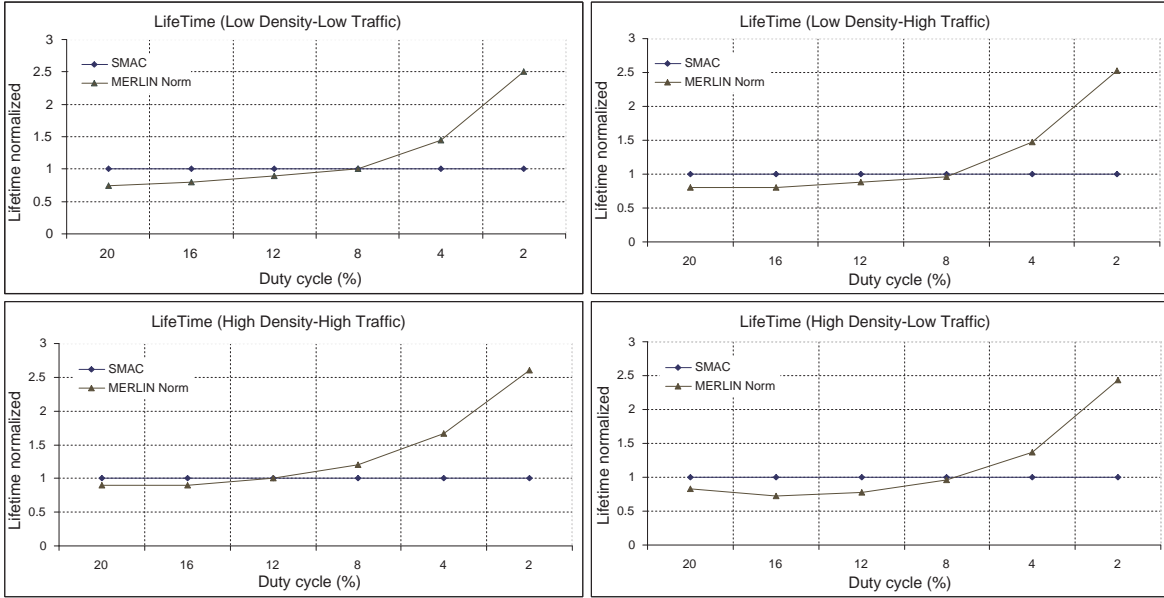 LifeTime (Low Density-Low Traffic)
3
2.5
2
1.5
1
0.5
0
Lifetime normalized
SMAC
MERLIN Norm
20 16 12 8 4 2
Duty cycle (%)
LifeTime (Low Density-High Traffic)
3
2.5
2
1.5
1
0.5
0
Lifetime normalized
SMAC
MERLIN Norm
20 16 12 8 4 2
Duty cycle (%)
LifeTime (High Density-High Traffic)
3
2.5
2
1.5
1
0.5
0
Lifetime normalized
SMAC
MERLIN Norm
20 16 12 8 4 2
Duty cycle (%)
LifeTime (High Density-Low Traffic)
3
2.5
2
1.5
1
0.5
0
Lifetime normalized
SMAC
MERLIN Norm
20 16 12 8 4 2
Duty cycle (%)